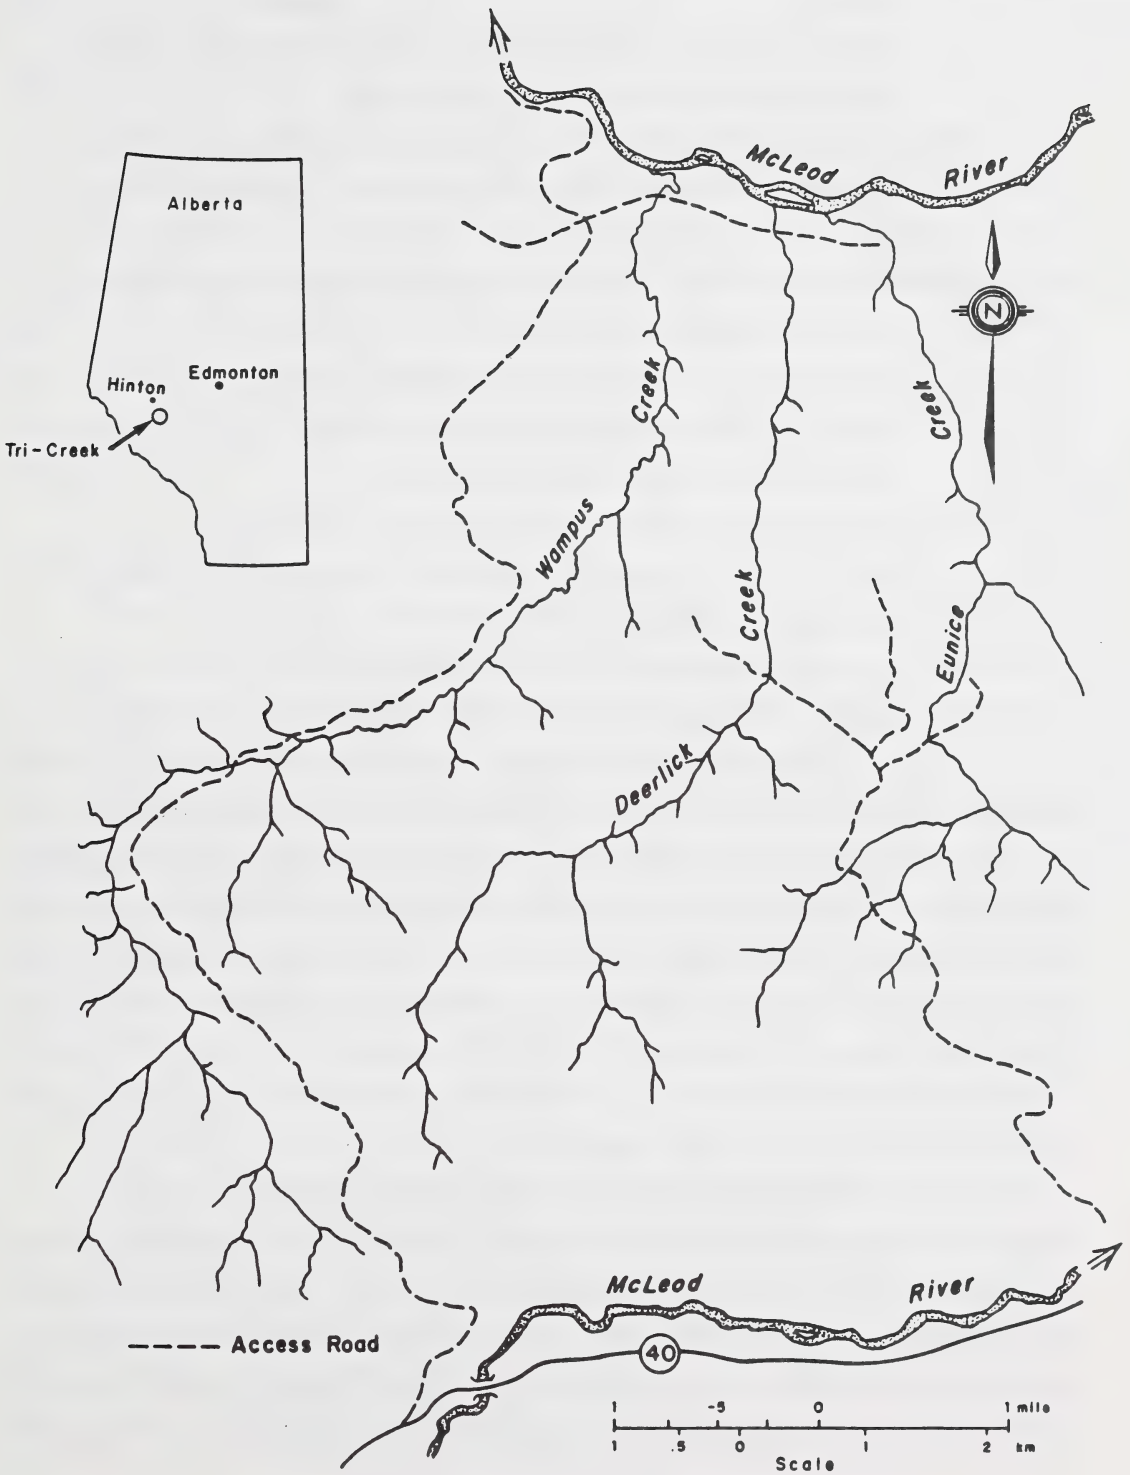 McLeod River
Alberta
N
Hinton
Edmonton
Tri-Creek
Creek
Creek
Wampus
Creek
Eunice
Deerlick
McLeod River
Access Road
40
1 -5 0 1 mile
1 .5 0 1 2 km
Scale